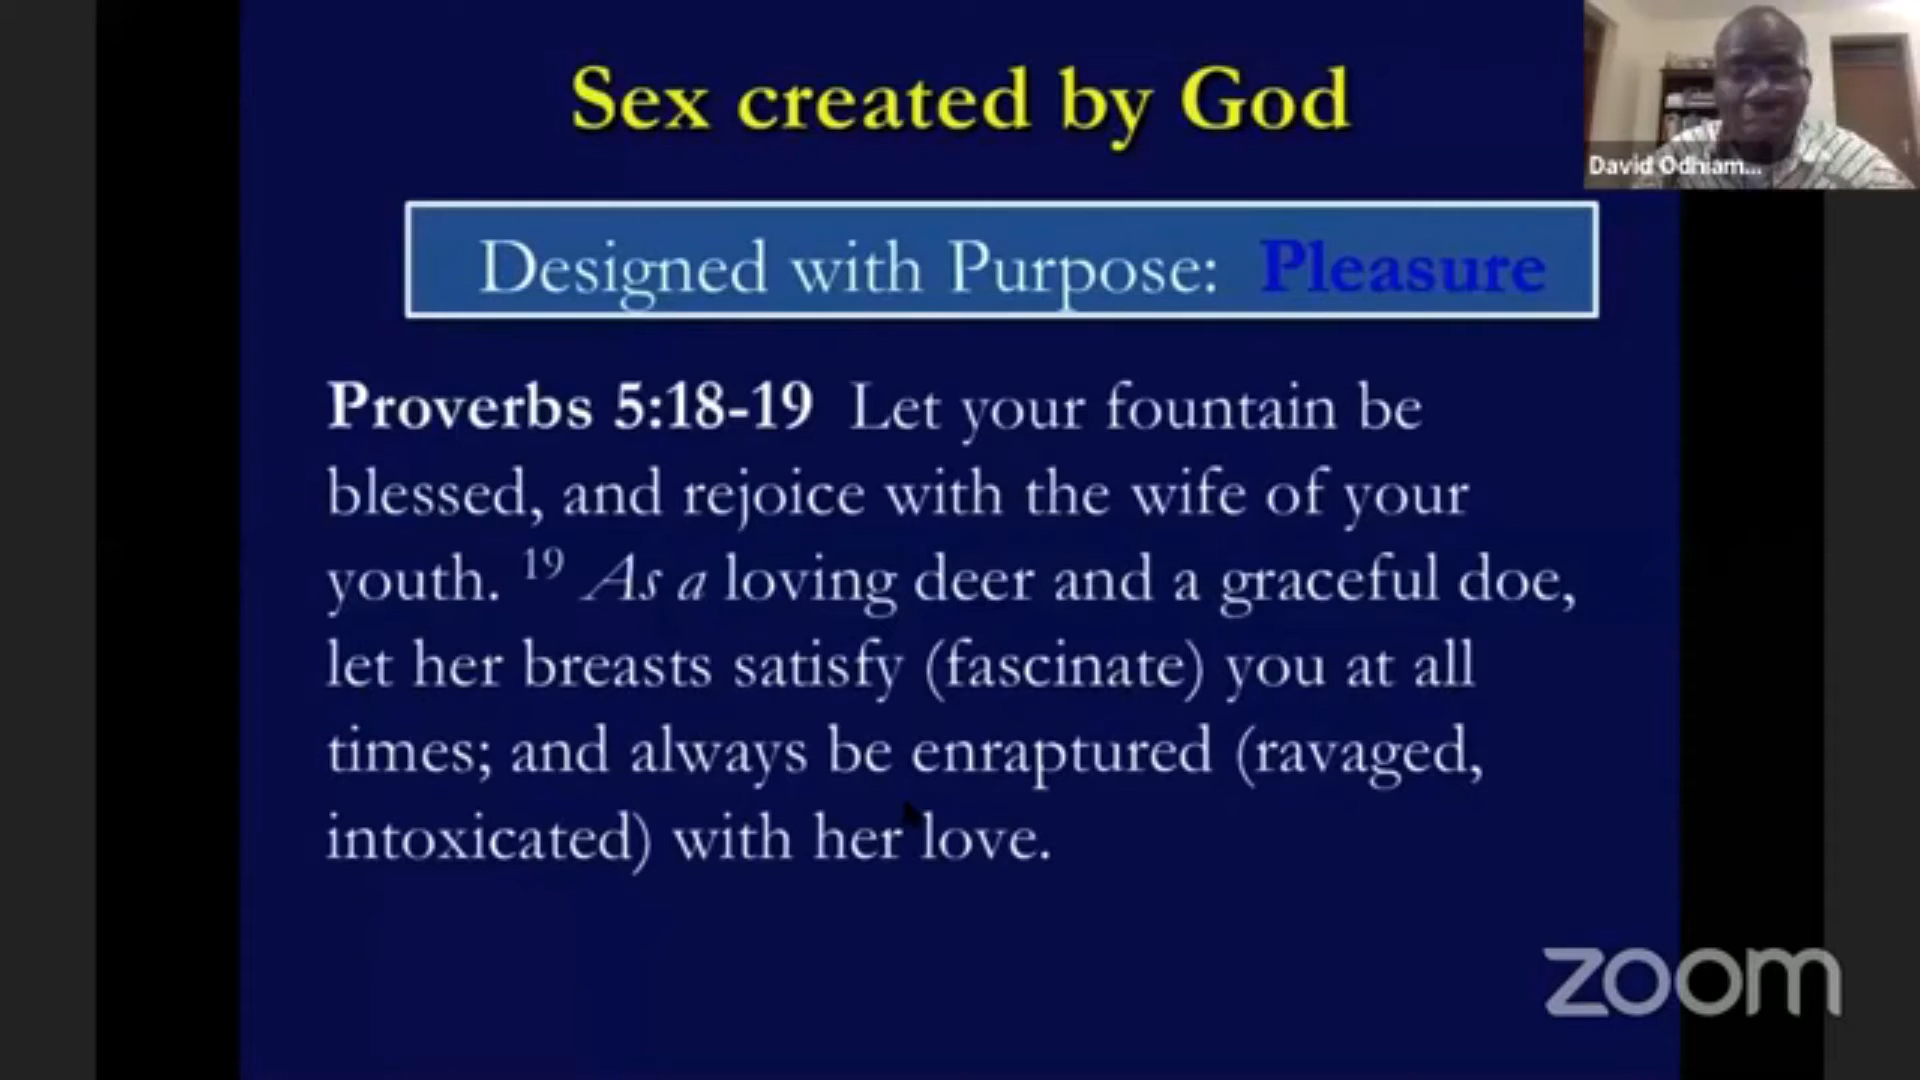 Sex created by God
David Odhiam...
Designed with Purpose: Pleasure
Proverbs 5:18-19 Let your fountain be
blessed, and rejoice with the wife of your
youth. 19 As a loving deer and a graceful doe,
let her breasts satisfy (fascinate) you at all
times; and always be enraptured (ravaged,
intoxicated) with her love.
zoom